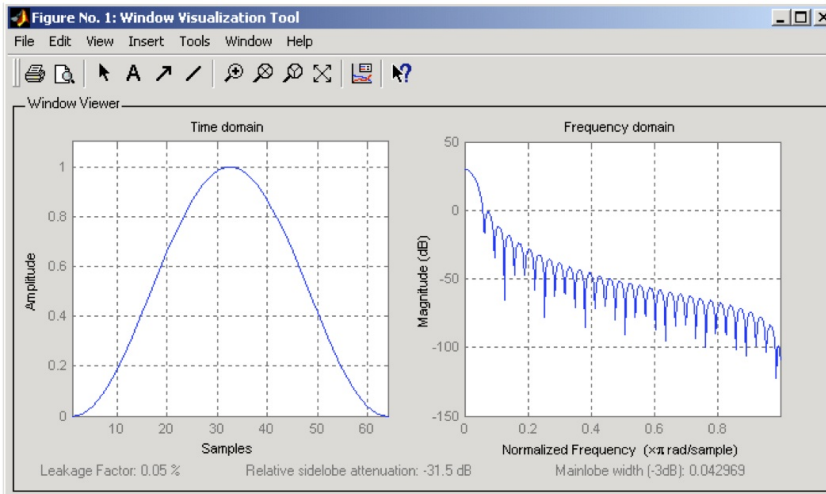 Figure No. 1: Window Visualization Tool
File Edit View Insert Tools Window Help
A
Window Viewer
Time domain
1
0.8
0.6
0.4
0.2
0
10 20 30 40 50 60
Amplitude
Samples
Frequency domain
50
0
-50
-100
-150
0 0.2 0.4 0.6 0.8
Magnitude (dB)
Normalized Frequency (×π rad/sample)
Leakage Factor: 0.05 % Relative sidelobe attenuation: -31.5 dB Mainlobe width (-3dB): 0.042969